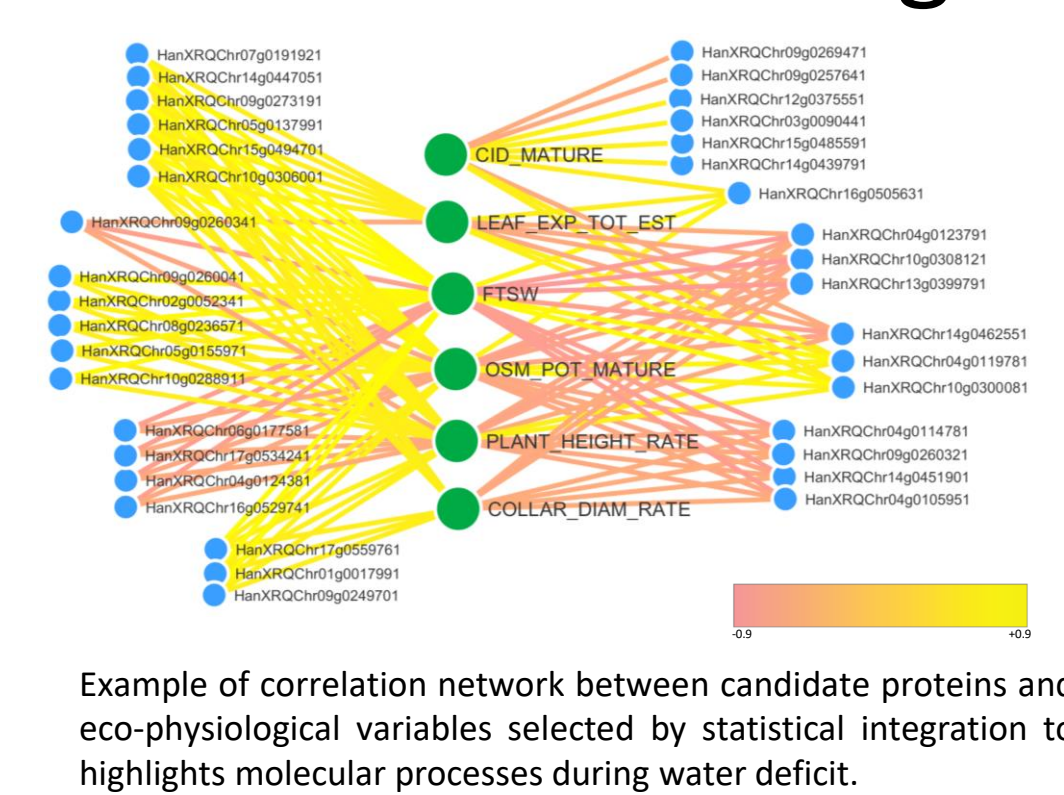 HanXRQChr07g0191921
HanXRQChr14g0447051
HanXRQChr09g0273191
HanXRQChr05g0137991
HanXRQChr15g0494701
HanXRQChr10g0306001
HanXRQChr09g0260341
HanXRQChr09g0260041
HanXRQChr02g0052341
HanXRQChr08g0236571
HanXRQChr05g0155971
HanXRQChr10g0288911
HanXRQChr06g0177581
HanXRQChr17g0534241
HanXRQChr04g0124381
HanXRQChr16g0529741
HanXRQChr17g0559761
HanXRQChr01g0017991
HanXRQChr09g0249701
CID_MATURE
LEAF_EXP_TOT_EST
FTSW
OSM_POT_MATURE
PLANT_HEIGHT_RATE
COLLAR_DIAM_RATE
HanXRQChr09g0269471
HanXRQChr09g0257641
HanXRQChr12g0375551
HanXRQChr03g0090441
HanXRQChr15g0485591
HanXRQChr14g0439791
HanXRQChr16g0505631
HanXRQChr04g0123791
HanXRQChr10g0308121
HanXRQChr13g0399791
HanXRQChr14g0462551
HanXRQChr04g0119781
HanXRQChr10g0300081
HanXRQChr04g0114781
HanXRQChr09g0260321
HanXRQChr14g0451901
HanXRQChr04g0105951
-0.9
+0.9
Example of correlation network between candidate proteins and
eco-physiological variables selected by statistical integration to
highlights molecular processes during water deficit.